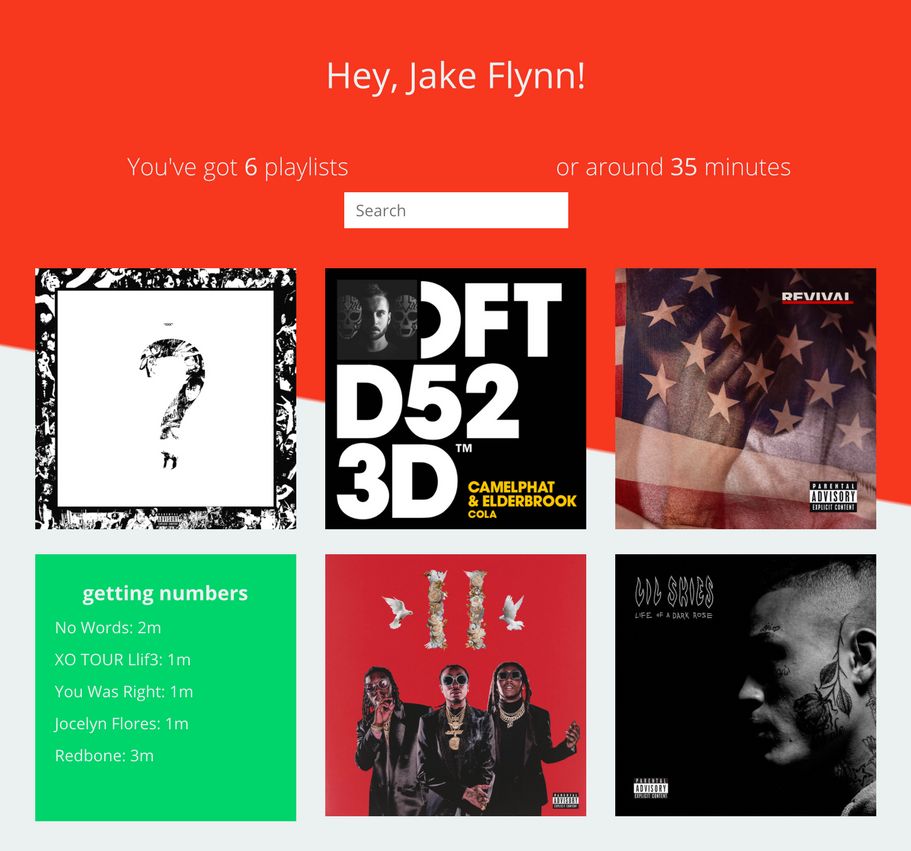 Hey, Jake Flynn!
You've got 6 playlists
or around 35 minutes
Search
?
OFT
D52
3D™
CAMELPHAT
& ELDERBROOK
COLA
REVIVAL
PARENTAL
ADVISORY
EXPLICIT CONTENT
getting numbers
No Words: 2m
XO TOUR Llif3: 1m
You Was Right: 1m
Jocelyn Flores: 1m
Redbone: 3m
II
PARENTAL
ADVISORY
EXPLICIT CONTENT
LIL SKIES
LIFE OF A DARK ROSE
PARENTAL
ADVISORY
EXPLICIT CONTENT